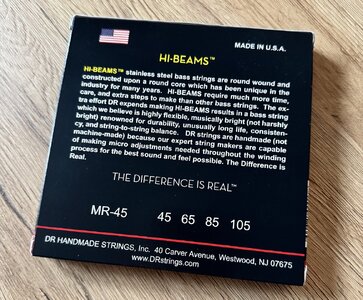 MADE IN U.S.A.
HI-BEAMS™
HI-BEAMS™ stainless steel bass strings are round wound and
constructed upon a round core which has been unique in the
industry for many years. HI-BEAMS require much more time,
care, and extra steps to make than other bass strings. The ex-
tra effort DR expends making HI-BEAMS results in a bass string
which we believe is highly flexible, musically bright (not harshly
bright) renowned for durability, unusually long life, consisten-
cy, and string-to-string balance. DR strings are handmade (not
machine-made) because our expert string makers are capable
of making micro adjustments needed throughout the winding
process for the best sound and feel possible. The Difference is
Real.
THE DIFFERENCE IS REAL™
MR-45 45 65 85 105
DR HANDMADE STRINGS, Inc. 40 Carver Avenue, Westwood, NJ 07675
www.DRstrings.com